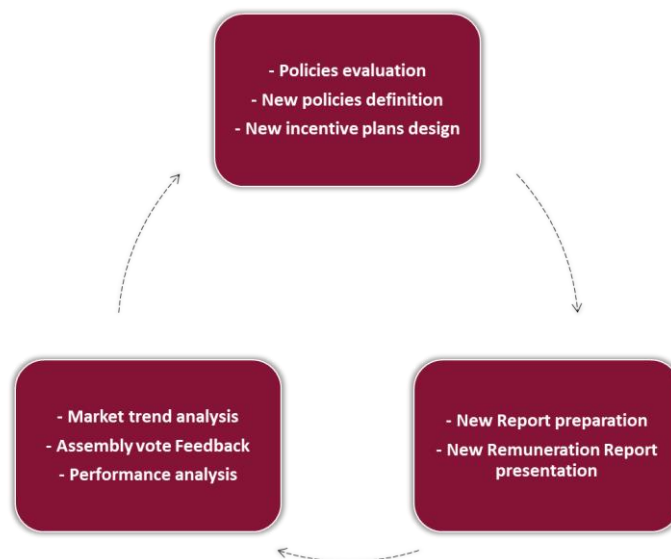 - Policies evaluation
- New policies definition
- New incentive plans design
- Market trend analysis
- Assembly vote Feedback
- Performance analysis
- New Report preparation
- New Remuneration Report
presentation